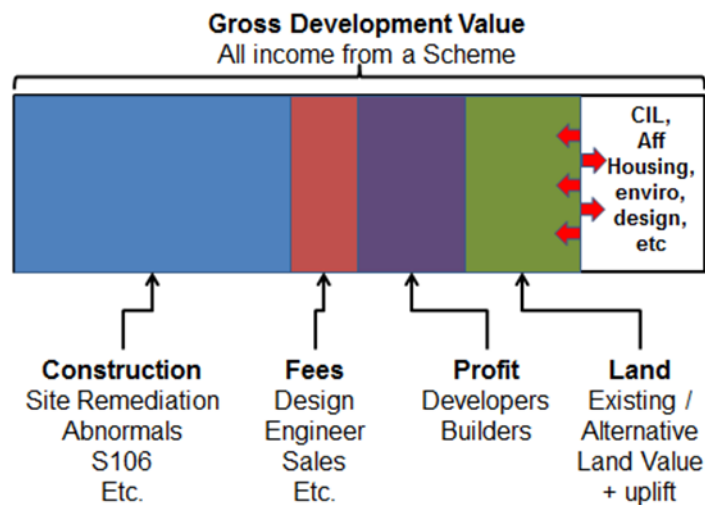 Gross Development Value
All income from a Scheme
CIL,
Aff
Housing,
enviro,
design,
etc
Construction
Site Remediation
Abnormals
S106
Etc.
Fees
Design
Engineer
Sales
Etc.
Profit
Developers
Builders
Land
Existing /
Alternative
Land Value
+ uplift